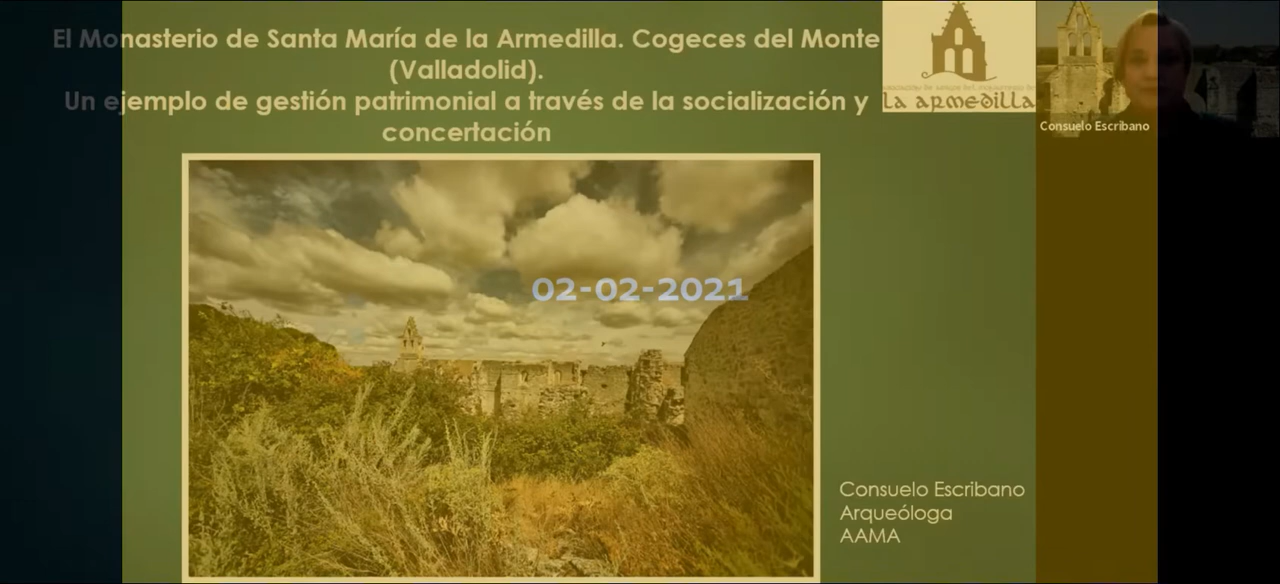 El Monasterio de Santa María de la Armedilla. Cogeces del Monte
(Valladolid).
Un ejemplo de gestión patrimonial a través de la socialización y
concertación
La Armedilla
Consuelo Escribano
02-02-2021
Consuelo Escribano
Arqueóloga
AAMA